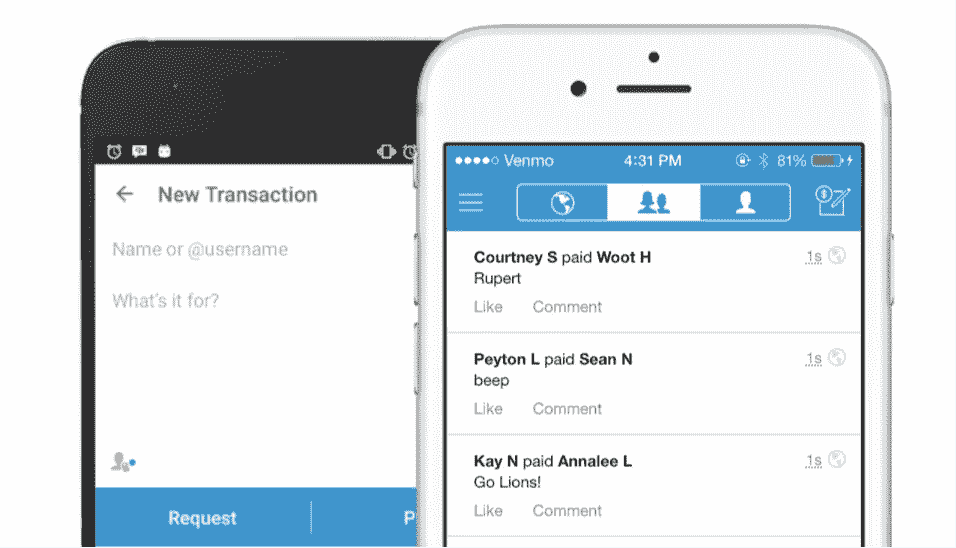 New Transaction
Name or @username
What's it for?
Request
P
Venmo 4:31 PM 81%
Courtney S paid Woot H 1s
Rupert
Like Comment
Peyton L paid Sean N 1s
beep
Like Comment
Kay N paid Annalee L 1s
Go Lions!
Like Comment